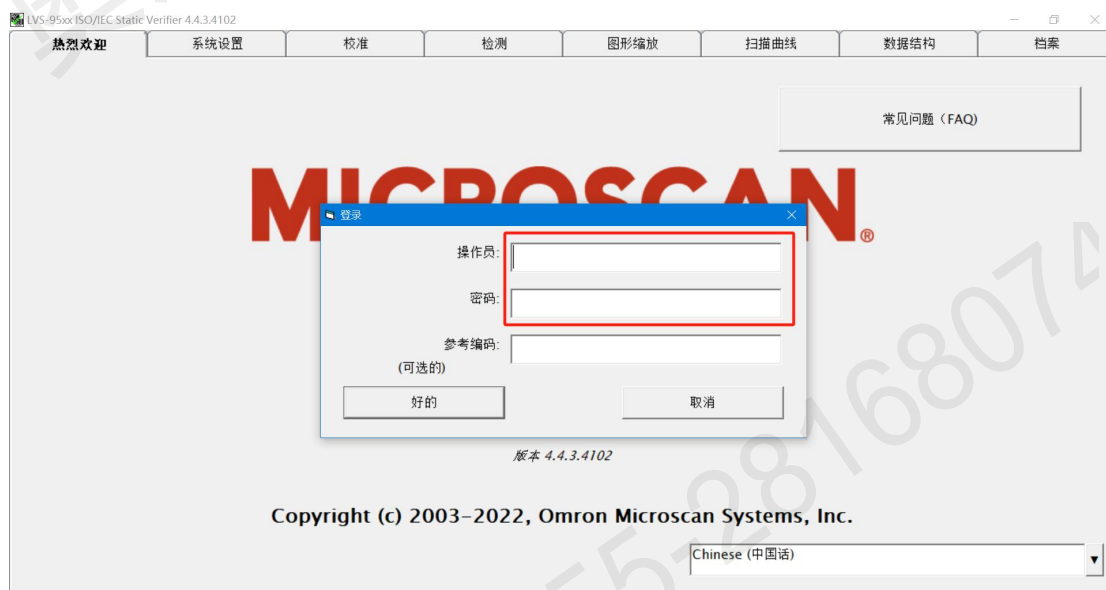 LVS-95xx ISO/IEC Static Verifier 4.4.3.4102
热烈欢迎 系统设置 校准 检测 图形缩放 扫描曲线 数据结构 档案
常见问题（FAQ)
MICROSCAN®
登录
操作员:
密码:
参考编码:
(可选的)
好的 取消
版本 4.4.3.4102
Copyright (c) 2003-2022, Omron Microscan Systems, Inc.
Chinese (中国话)